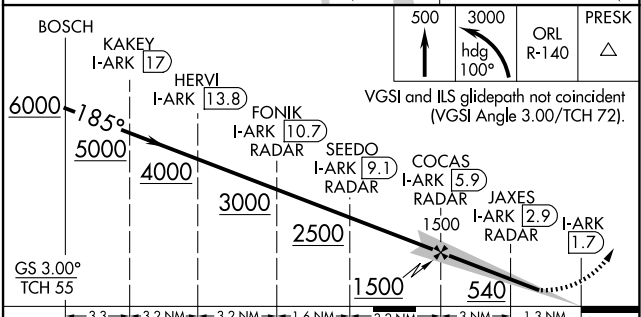 500
3000
hdg
100°
ORL
R-140
PRESK
VGSI and ILS glidepath not coincident
(VGSI Angle 3.00/TCH 72).
BOSCH
KAKEY
I-ARK 17
HERVI
I-ARK 13.8
FONIK
I-ARK 10.7
RADAR
SEEDO
I-ARK 9.1
RADAR
COCAS
I-ARK 5.9
RADAR
1500
JAXES
I-ARK 2.9
RADAR
I-ARK
1.7
6000
185°
5000
4000
3000
2500
1500
540
GS 3.00°
TCH 55
3.3
3.2 NM
3.2 NM
1.6 NM
3 NM
1.3 NM